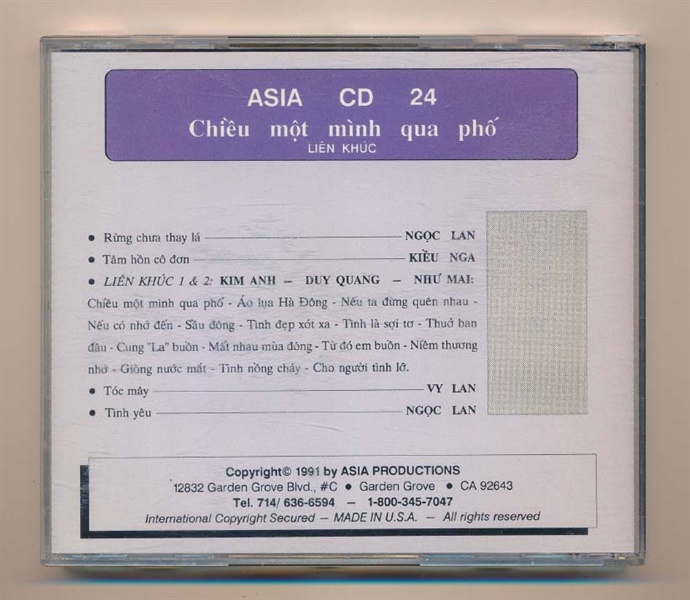 ASIA CD 24
Chiều một mình qua phố
LIÊN KHÚC
• Rừng chưa thay lá — NGỌC LAN
• Tâm hồn cô đơn — KIỀU NGA
• LIÊN KHÚC 1 & 2: KIM ANH – DUY QUANG – NHƯ MAI:
Chiều một mình qua phố - Áo lụa Hà Đông - Nếu ta đừng quên nhau -
Nếu có nhớ đến - Sầu đông - Tình đẹp xót xa - Tình là sợi tơ - Thuở ban
đầu - Cung "La" buồn - Mất nhau mùa đông - Từ đó em buồn - Niềm thương
nhớ - Giòng nước mắt - Tình nồng cháy - Cho người tình lỡ.
• Tóc mây — VY LAN
• Tình yêu — NGỌC LAN
Copyright© 1991 by ASIA PRODUCTIONS
12832 Garden Grove Blvd., #C • Garden Grove • CA 92643
Tel. 714/ 636-6594 – 1-800-345-7047
International Copyright Secured – MADE IN U.S.A. – All rights reserved